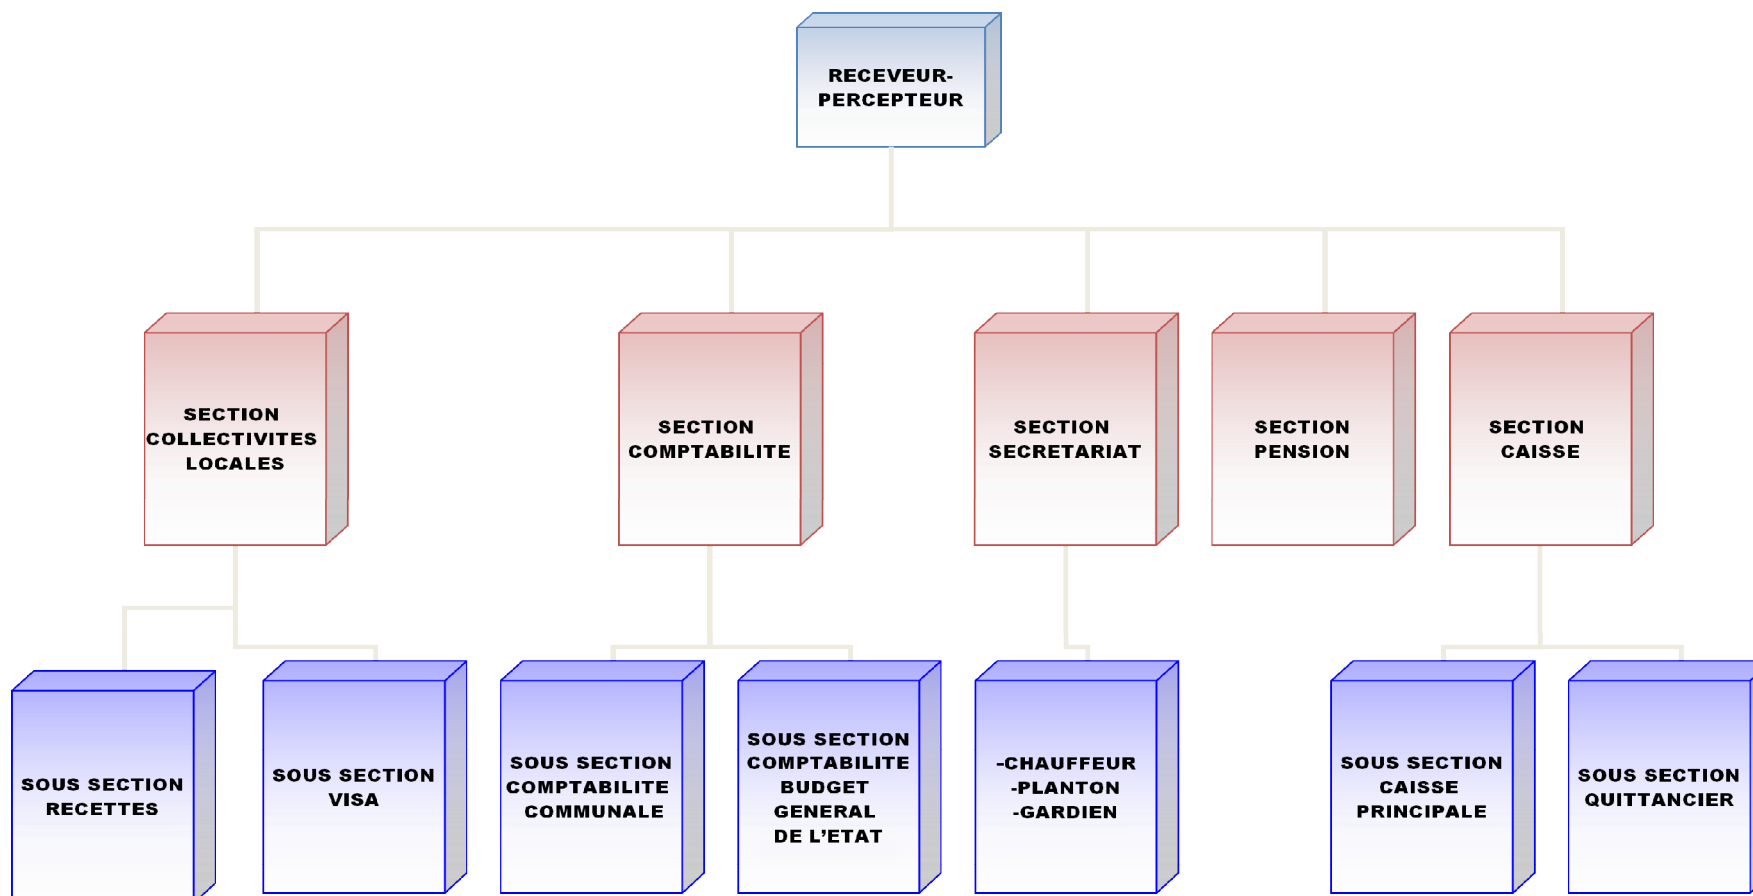 RECEVEUR-
PERCEPTEUR
SECTION
COLLECTIVITES
LOCALES
SECTION
COMPTABILITE
SECTION
SECRETARIAT
SECTION
PENSION
SECTION
CAISSE
SOUS SECTION
RECETTES
SOUS SECTION
VISA
SOUS SECTION
COMPTABILITE
COMMUNALE
SOUS SECTION
COMPTABILITE
BUDGET
GENERAL
DE L’ETAT
-CHAUFFEUR
-PLANTON
-GARDIEN
SOUS SECTION
CAISSE
PRINCIPALE
SOUS SECTION
QUITTANCIER